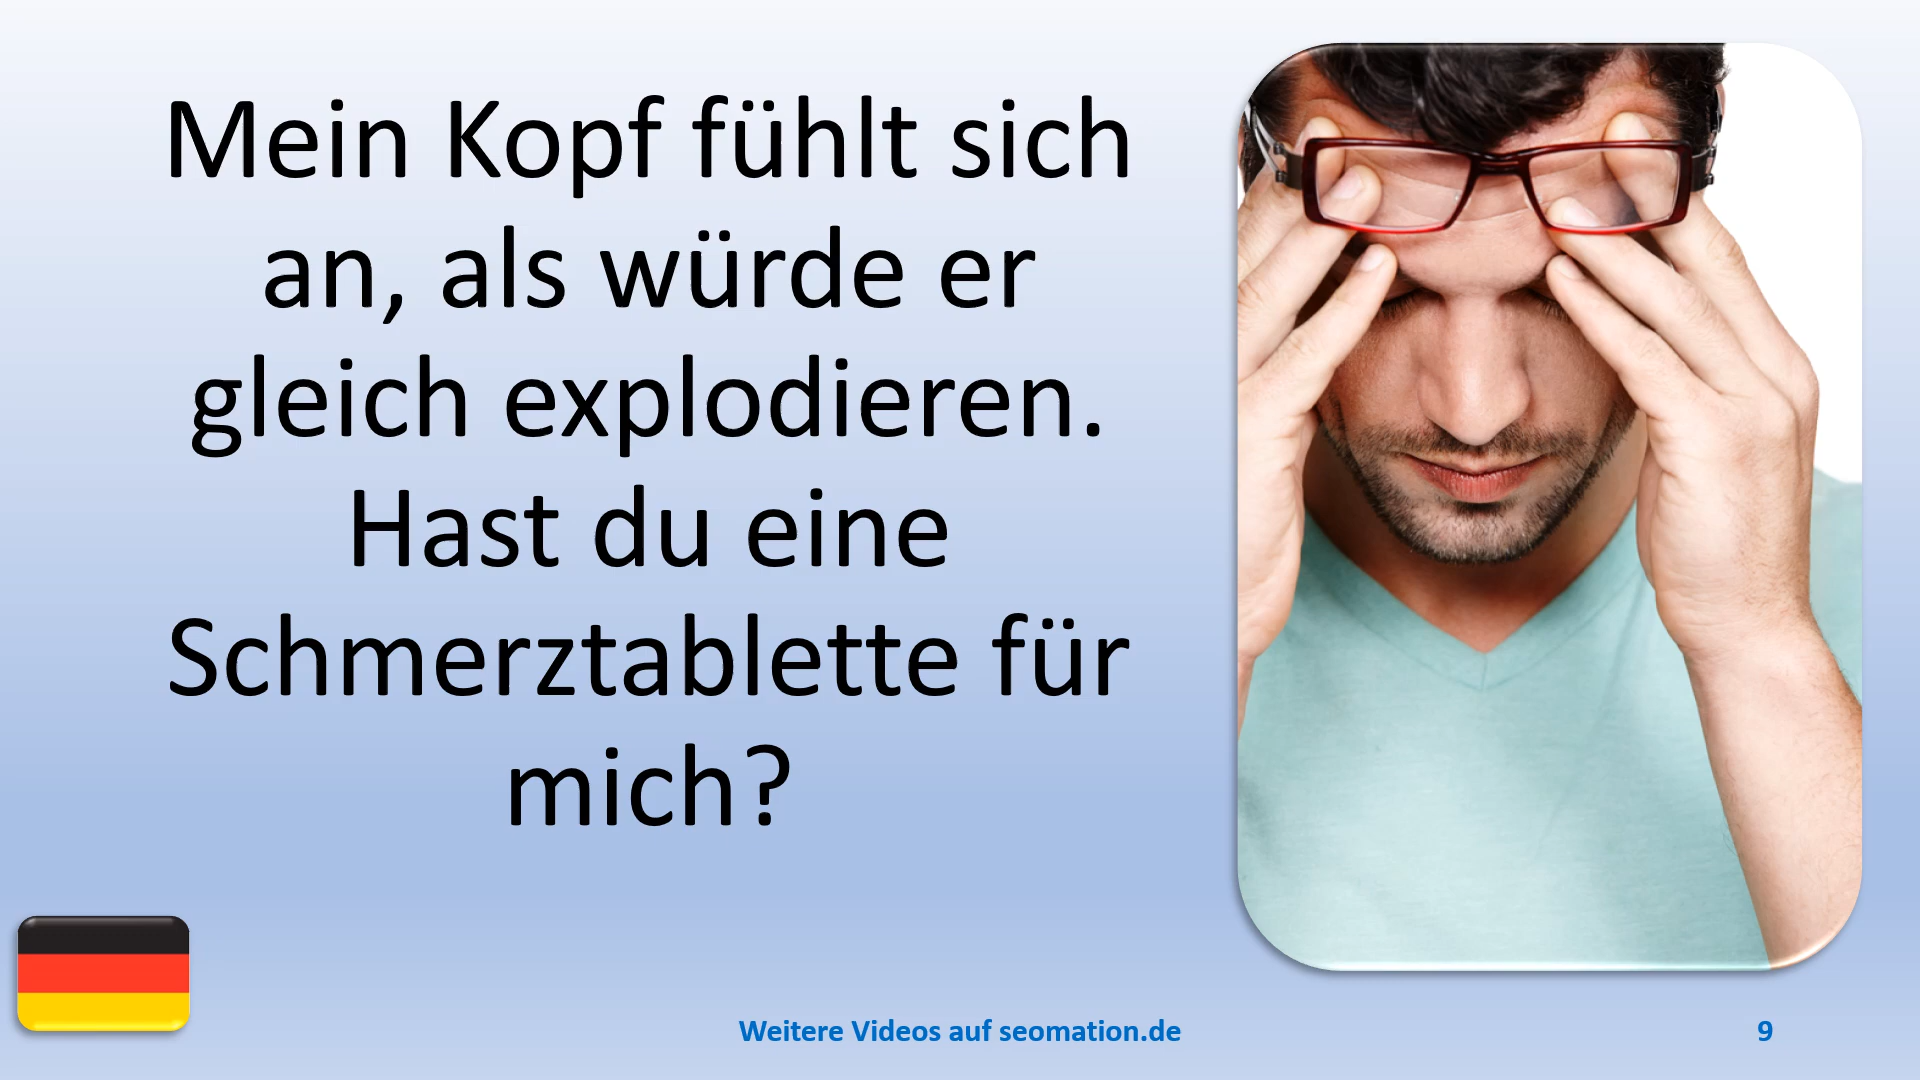 Mein Kopf fühlt sich
an, als würde er
gleich explodieren.
Hast du eine
Schmerztablette für
mich?
Weitere Videos auf seomation.de
9